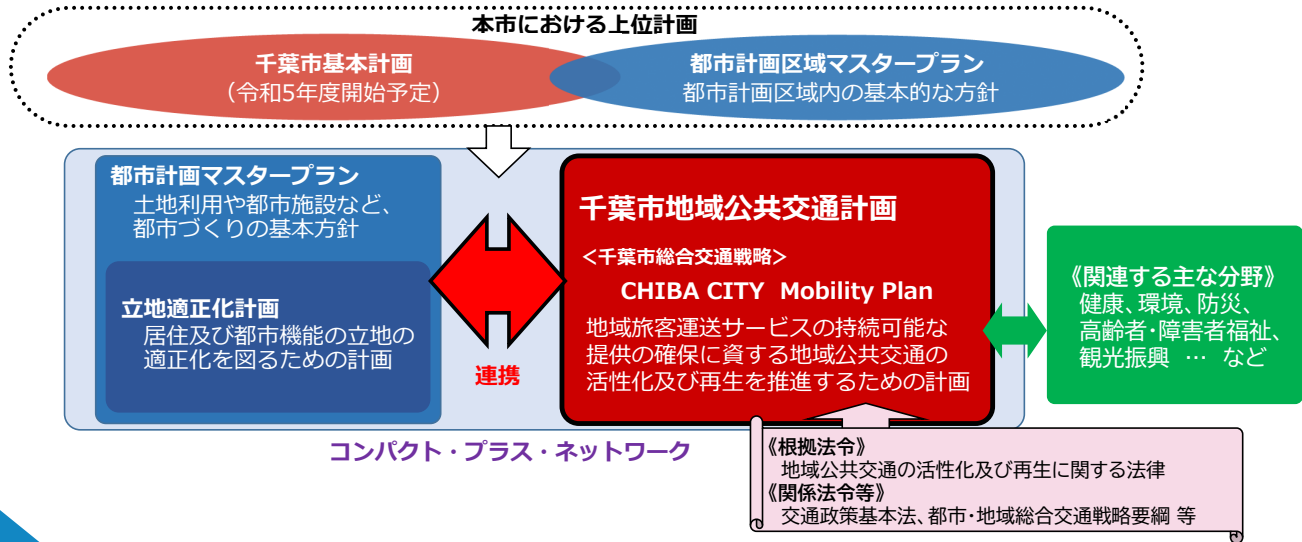 本市における上位計画
千葉市基本計画
（令和5年度開始予定）
都市計画区域マスタープラン
都市計画区域内の基本的な方針
都市計画マスタープラン
土地利用や都市施設など、
都市づくりの基本方針
立地適正化計画
居住及び都市機能の立地の
適正化を図るための計画
連携
千葉市地域公共交通計画
＜千葉市総合交通戦略＞
CHIBA CITY Mobility Plan
地域旅客運送サービスの持続可能な
提供の確保に資する地域公共交通の
活性化及び再生を推進するための計画
《関連する主な分野》
健康、環境、防災、
高齢者・障害者福祉、
観光振興 … など
コンパクト・プラス・ネットワーク
《根拠法令》
地域公共交通の活性化及び再生に関する法律
《関係法令等》
交通政策基本法、都市・地域総合交通戦略要綱 等